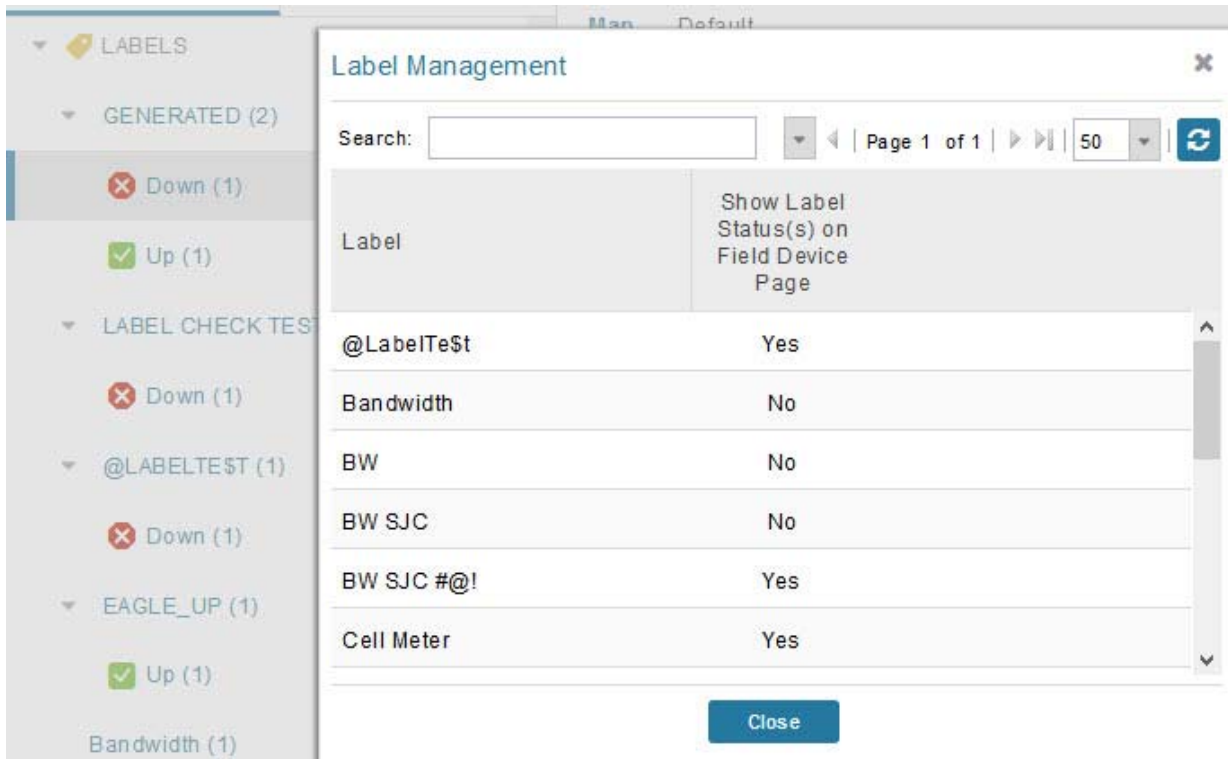 Map Default
LABELS
GENERATED (2)
Down (1)
Up (1)
LABEL CHECK TES
Down (1)
@LABELTE$T (1)
Down (1)
EAGLE_UP (1)
Up (1)
Bandwidth (1)
Label Management
Search:
Page 1 of 1
50
Label
Show Label
Status(s) on
Field Device
Page
@LabelTe$t Yes
Bandwidth No
BW No
BW SJC No
BW SJC #@! Yes
Cell Meter Yes
Close